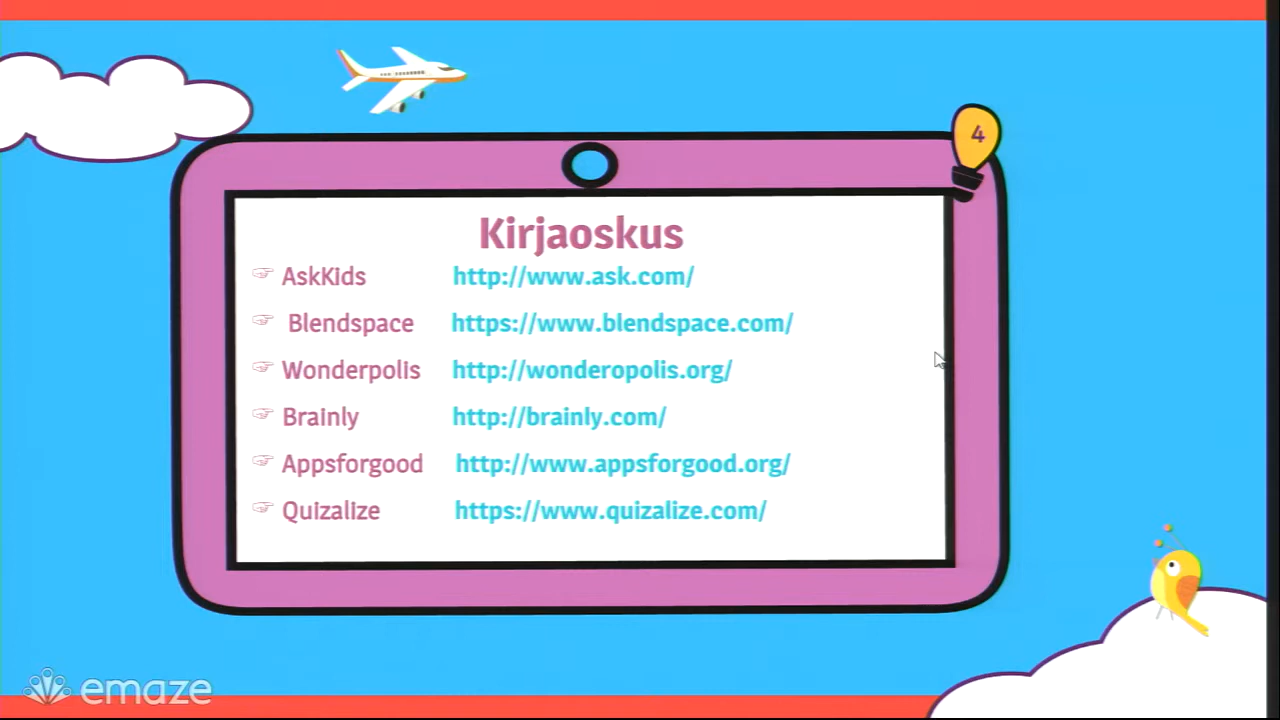 4
Kirjaoskus
☞ AskKids http://www.ask.com/
☞ Blendspace https://www.blendspace.com/
☞ Wonderpolis http://wonderopolis.org/
☞ Brainly http://brainly.com/
☞ Appsforgood http://www.appsforgood.org/
☞ Quizalize https://www.quizalize.com/
emaze